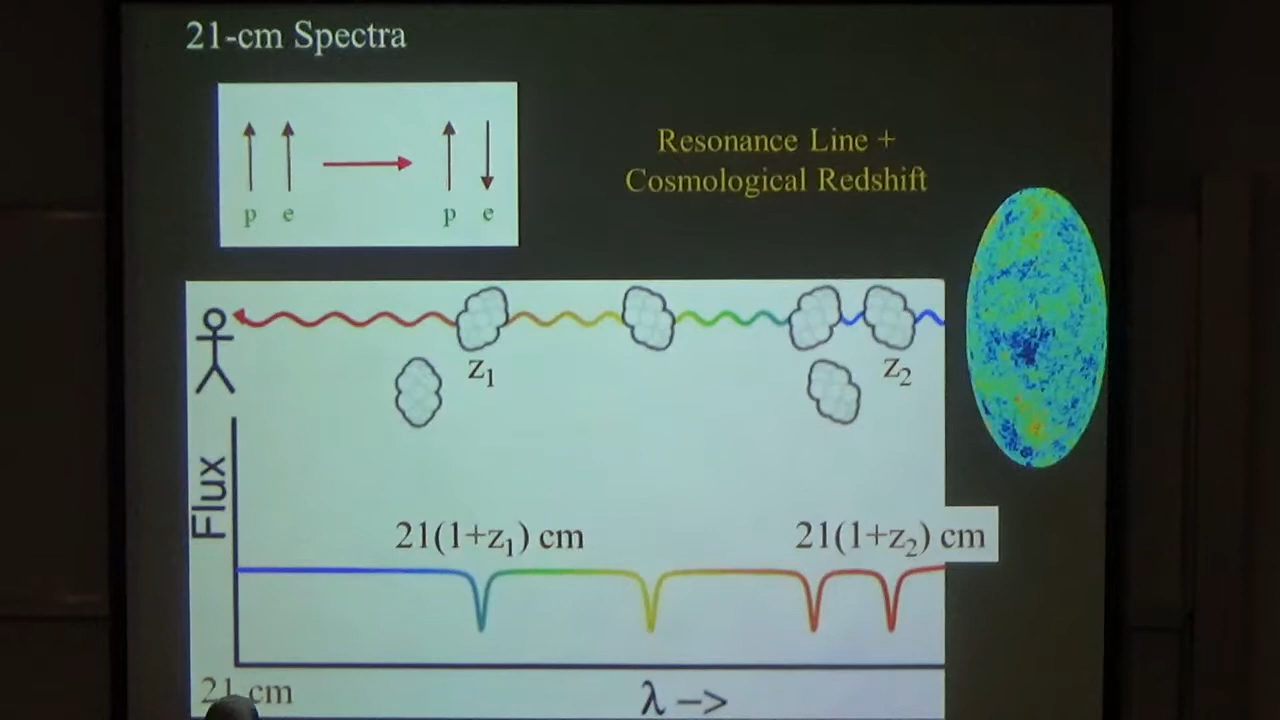 21-cm Spectra
p e p e
Resonance Line +
Cosmological Redshift
z₁ z₂
Flux
21(1+z₁) cm 21(1+z₂) cm
21 cm
λ -->